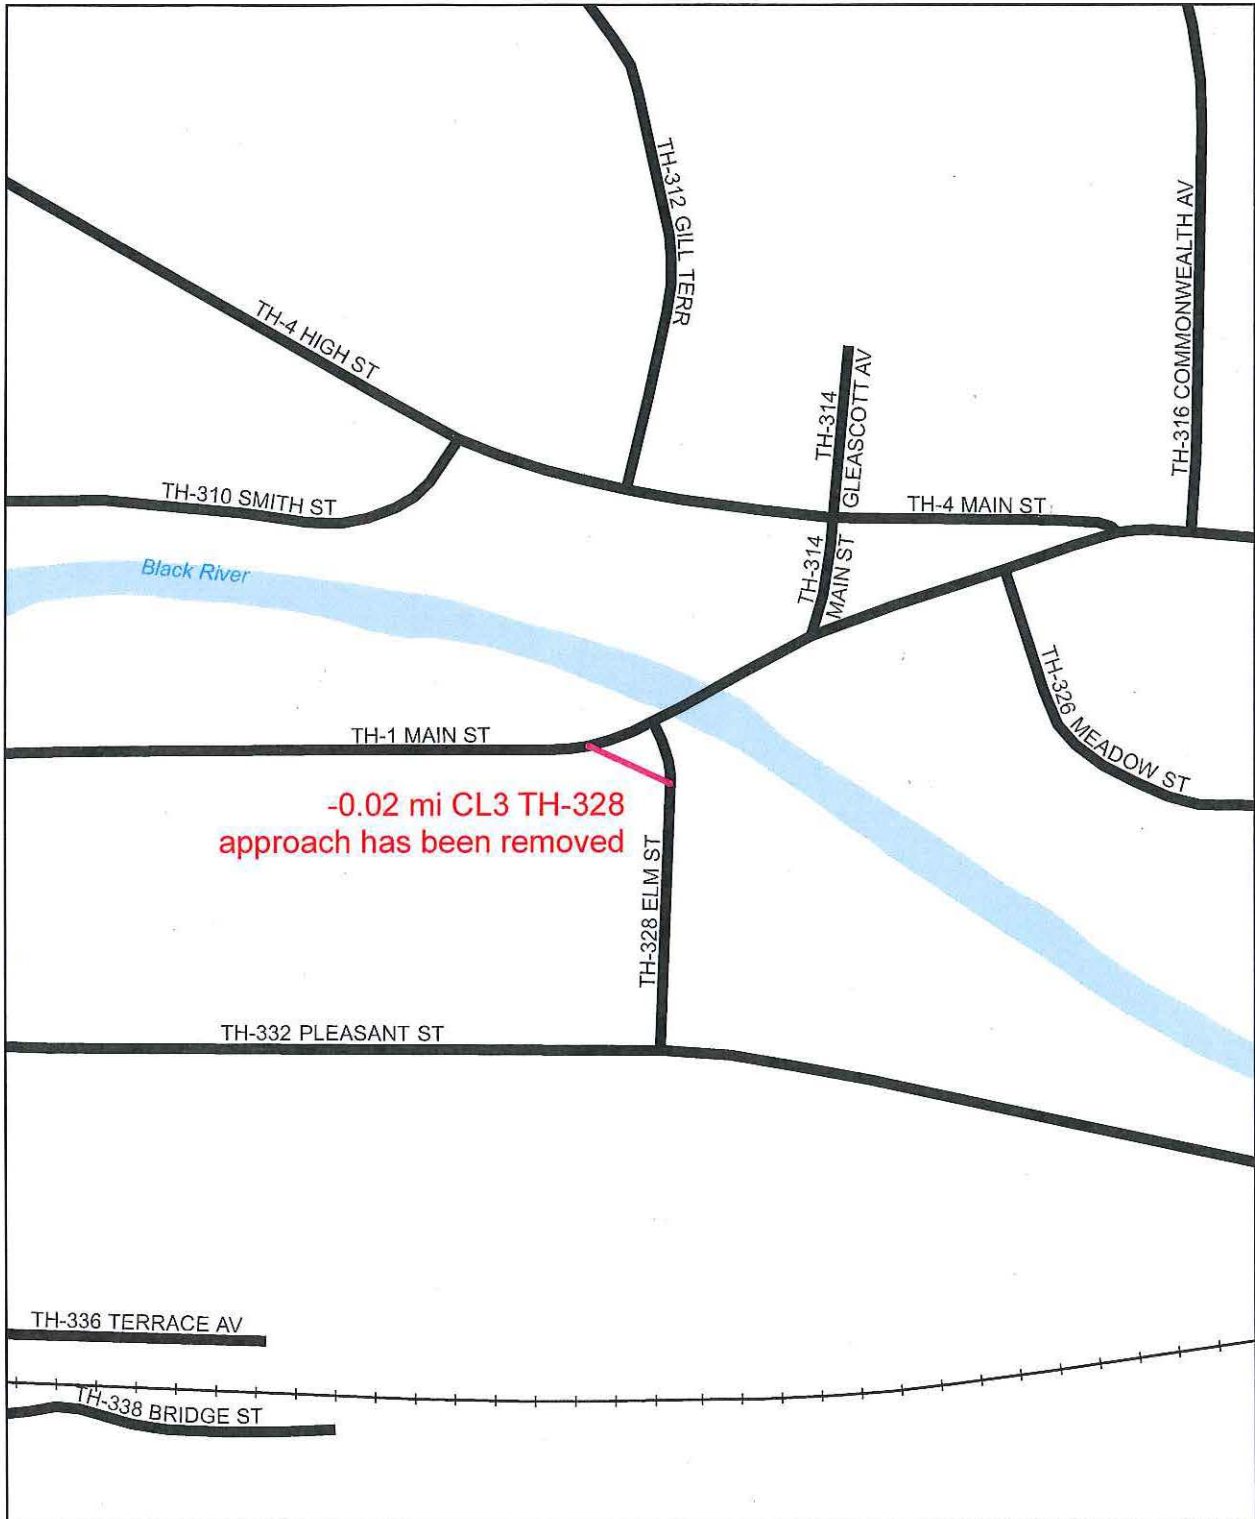 TH-312 GILL TERR
TH-316 COMMONWEALTH AV
TH-4 HIGH ST
TH-314
GLEASCOTT AV
TH-310 SMITH ST
TH-4 MAIN ST
TH-314
MAIN ST
Black River
TH-326 MEADOW ST
TH-1 MAIN ST
-0.02 mi CL3 TH-328
approach has been removed
TH-328 ELM ST
TH-332 PLEASANT ST
TH-336 TERRACE AV
TH-338 BRIDGE ST